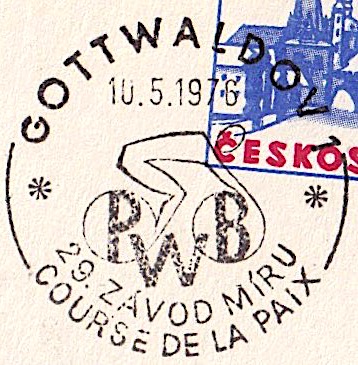 GOTTWALDOV 1
10.5.1976
ČESKOS
PWB
29. ZÁVOD MÍRU
COURSE DE LA PAIX